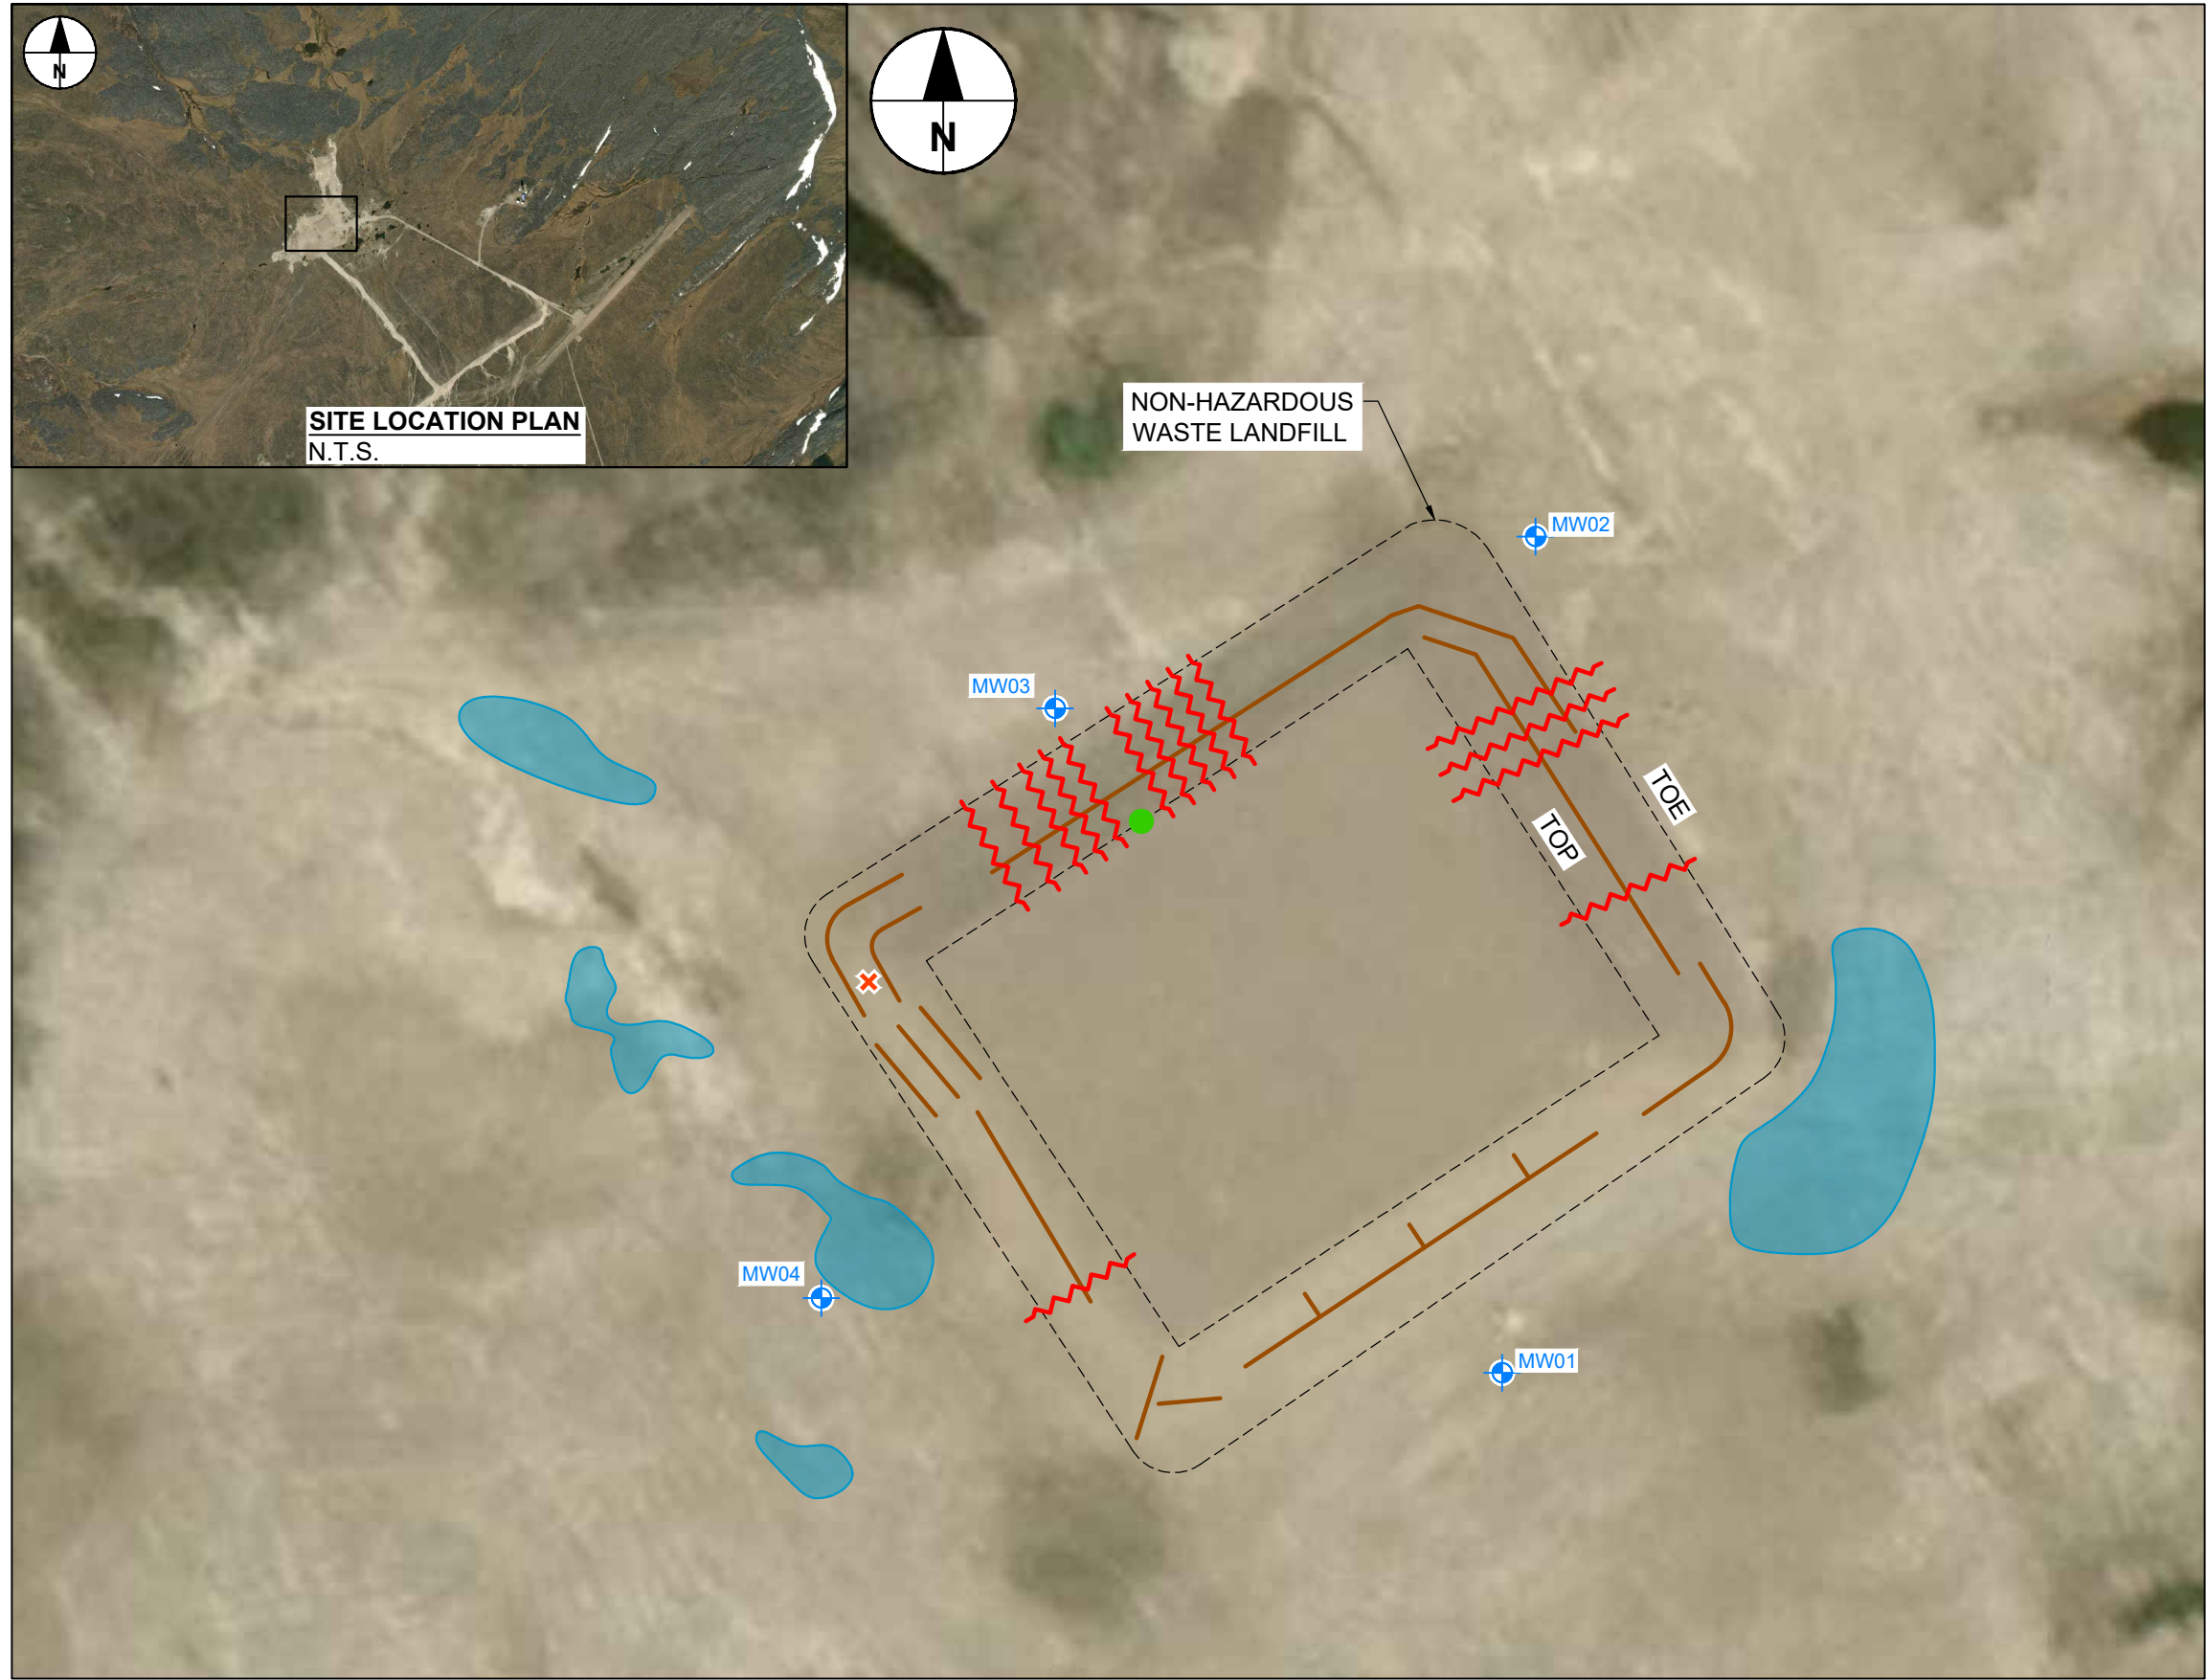 N
SITE LOCATION PLAN
N.T.S.
N
NON-HAZARDOUS
WASTE LANDFILL
MW02
MW03
TOE
TOP
MW04
MW01